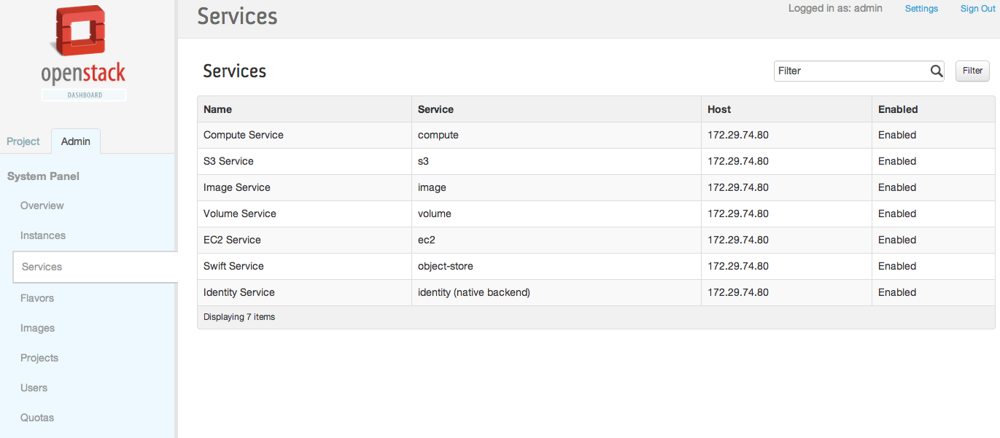 openstack
DASHBOARD
Project Admin
System Panel
Overview
Instances
Services
Flavors
Images
Projects
Users
Quotas
Services
Logged in as: admin Settings Sign Out
Services
Filter Filter
Name Service Host Enabled
Compute Service compute 172.29.74.80 Enabled
S3 Service s3 172.29.74.80 Enabled
Image Service image 172.29.74.80 Enabled
Volume Service volume 172.29.74.80 Enabled
EC2 Service ec2 172.29.74.80 Enabled
Swift Service object-store 172.29.74.80 Enabled
Identity Service identity (native backend) 172.29.74.80 Enabled
Displaying 7 items